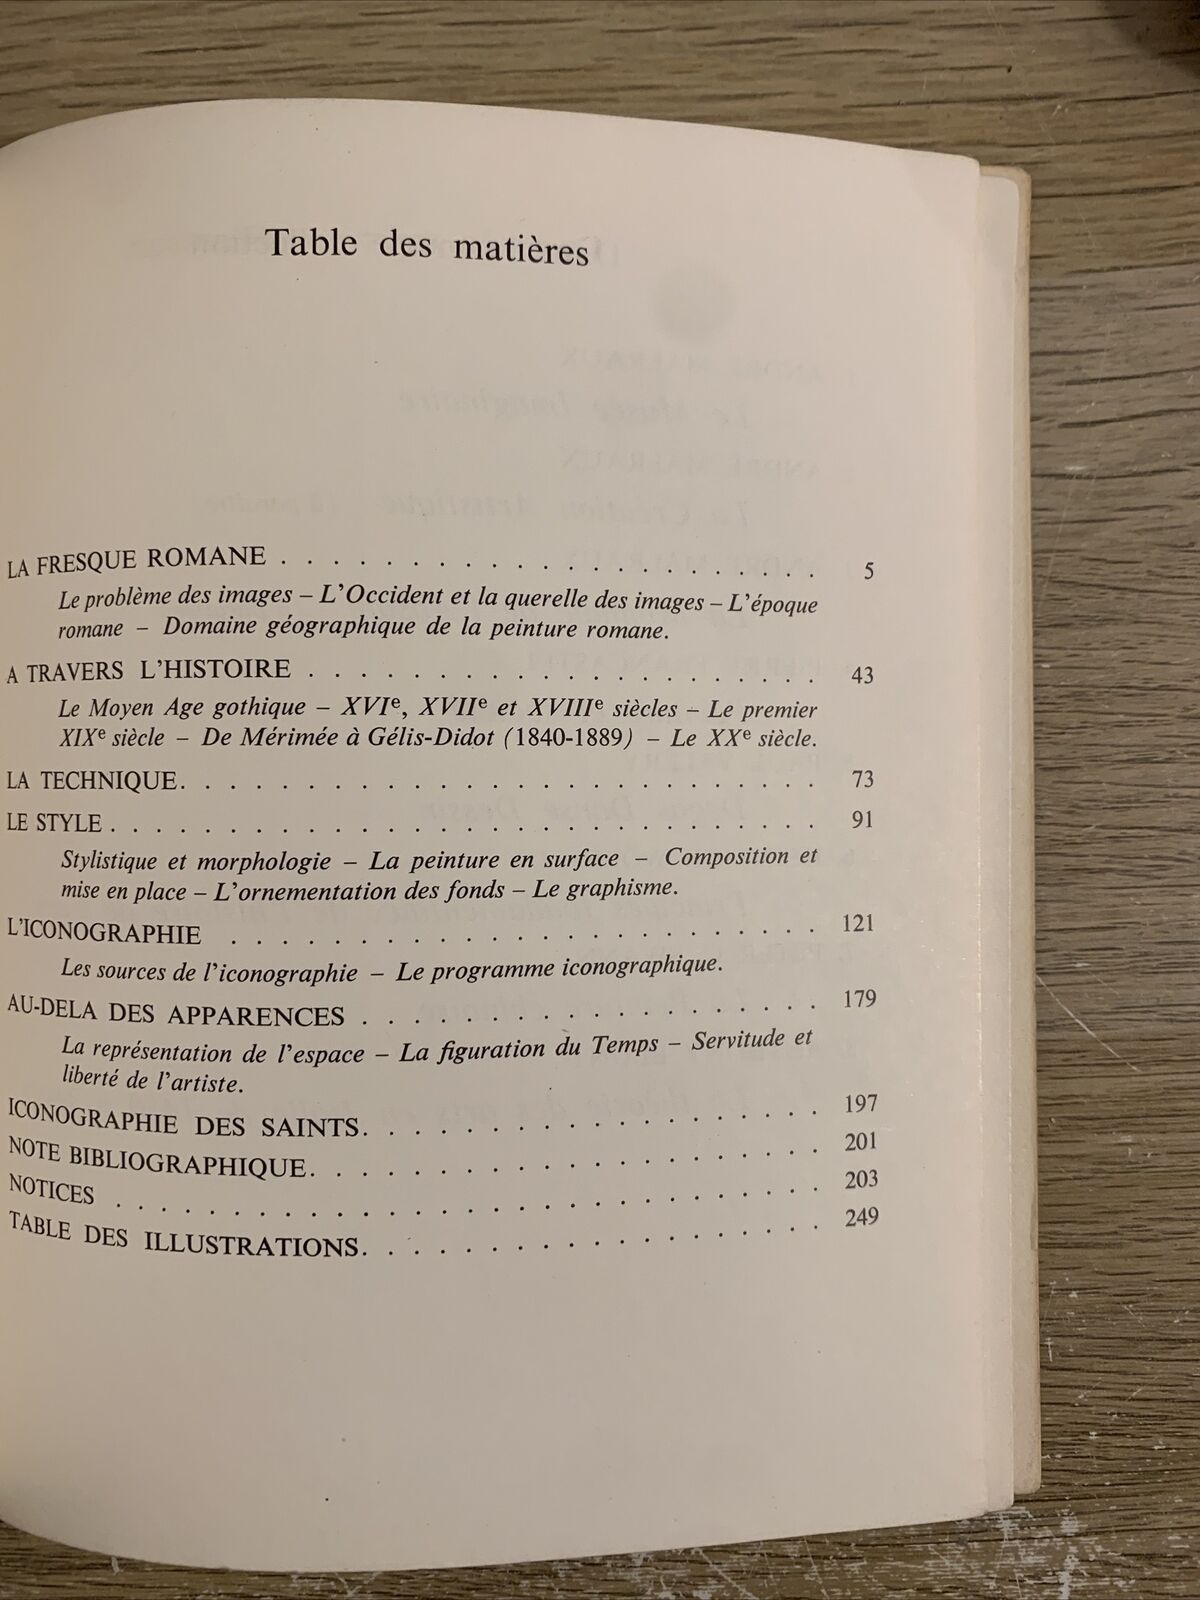 Table des matières
LA FRESQUE ROMANE . . . . . . . . . . . . . . . . . . . . . 5
Le problème des images – L'Occident et la querelle des images – L'époque
romane – Domaine géographique de la peinture romane.
A TRAVERS L'HISTOIRE . . . . . . . . . . . . . . . . . . . . 43
Le Moyen Age gothique – XVIe, XVIIe et XVIIIe siècles – Le premier
XIXe siècle – De Mérimée à Gélis-Didot (1840-1889) – Le XXe siècle.
LA TECHNIQUE. . . . . . . . . . . . . . . . . . . . . . . . . 73
LE STYLE . . . . . . . . . . . . . . . . . . . . . . . . . . . . 91
Stylistique et morphologie – La peinture en surface – Composition et
mise en place – L'ornementation des fonds – Le graphisme.
L'ICONOGRAPHIE . . . . . . . . . . . . . . . . . . . . . . . 121
Les sources de l'iconographie – Le programme iconographique.
AU-DELA DES APPARENCES . . . . . . . . . . . . . . . . . . 179
La représentation de l'espace – La figuration du Temps – Servitude et
liberté de l'artiste.
ICONOGRAPHIE DES SAINTS. . . . . . . . . . . . . . . . . . 197
NOTE BIBLIOGRAPHIQUE. . . . . . . . . . . . . . . . . . . . 201
NOTICES . . . . . . . . . . . . . . . . . . . . . . . . . . . . 203
TABLE DES ILLUSTRATIONS. . . . . . . . . . . . . . . . . . 249